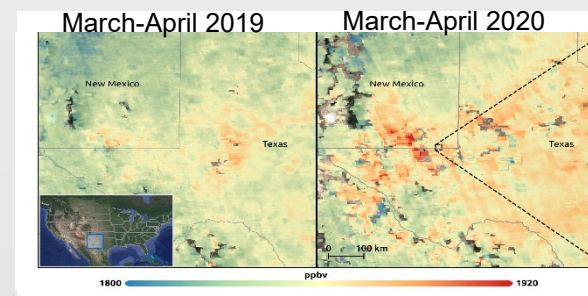 March-April 2019
March-April 2020
New Mexico
Texas
New Mexico
Texas
0 100 km
ppbv
1800
1920